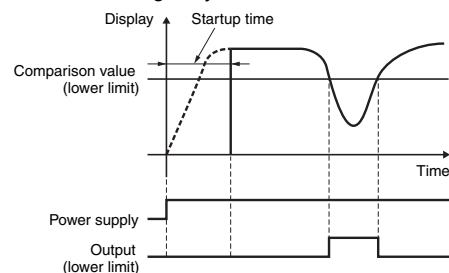 Display
Startup time
Comparison value
(lower limit)
Time
Power supply
Output
(lower limit)